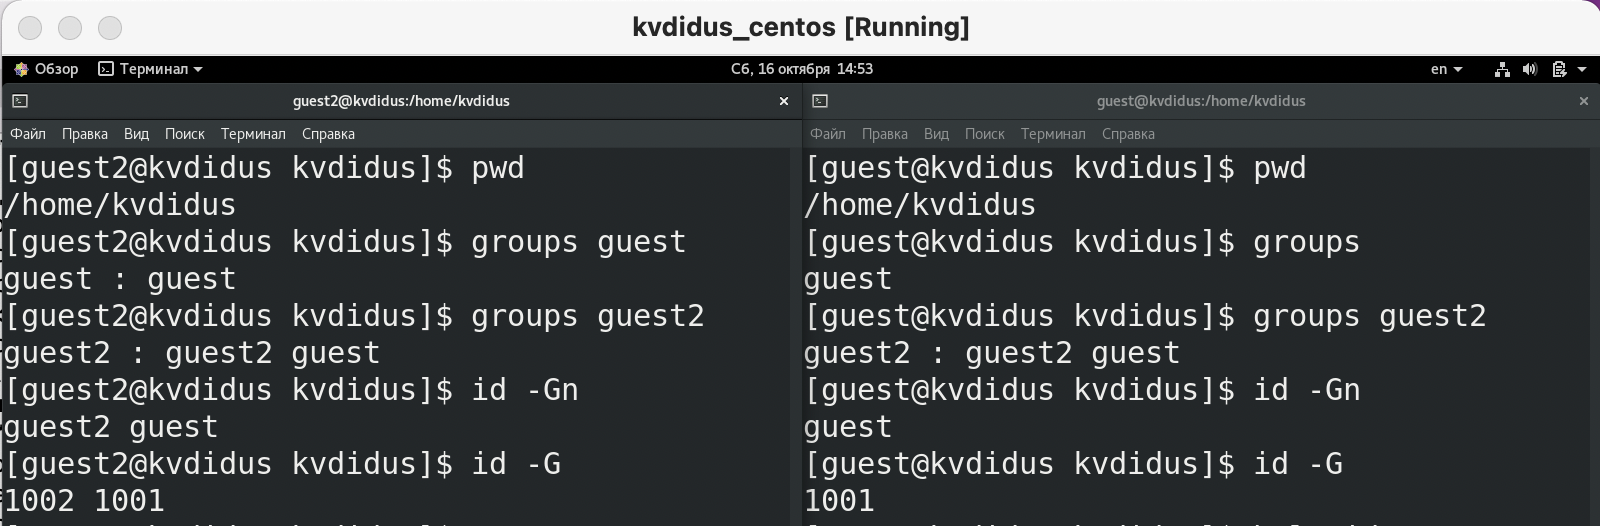 kvdidus_centos [Running]
Обзор Терминал Сб, 16 октября 14:53 en
guest2@kvdidus:/home/kvdidus
Файл Правка Вид Поиск Терминал Справка
[guest2@kvdidus kvdidus]$ pwd
/home/kvdidus
[guest2@kvdidus kvdidus]$ groups guest
guest : guest
[guest2@kvdidus kvdidus]$ groups guest2
guest2 : guest2 guest
[guest2@kvdidus kvdidus]$ id -Gn
guest2 guest
[guest2@kvdidus kvdidus]$ id -G
1002 1001
guest@kvdidus:/home/kvdidus
Файл Правка Вид Поиск Терминал Справка
[guest@kvdidus kvdidus]$ pwd
/home/kvdidus
[guest@kvdidus kvdidus]$ groups
guest
[guest@kvdidus kvdidus]$ groups guest2
guest2 : guest2 guest
[guest@kvdidus kvdidus]$ id -Gn
guest
[guest@kvdidus kvdidus]$ id -G
1001